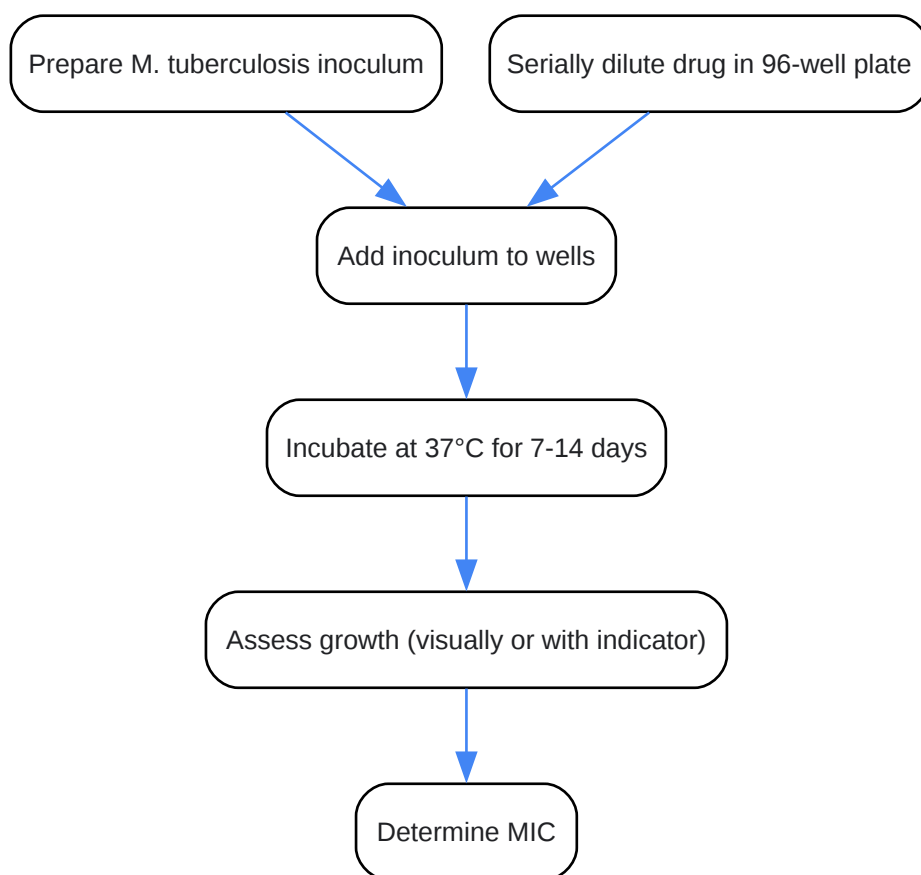 Prepare M. tuberculosis inoculum
Serially dilute drug in 96-well plate
Add inoculum to wells
Incubate at 37°C for 7-14 days
Assess growth (visually or with indicator)
Determine MIC